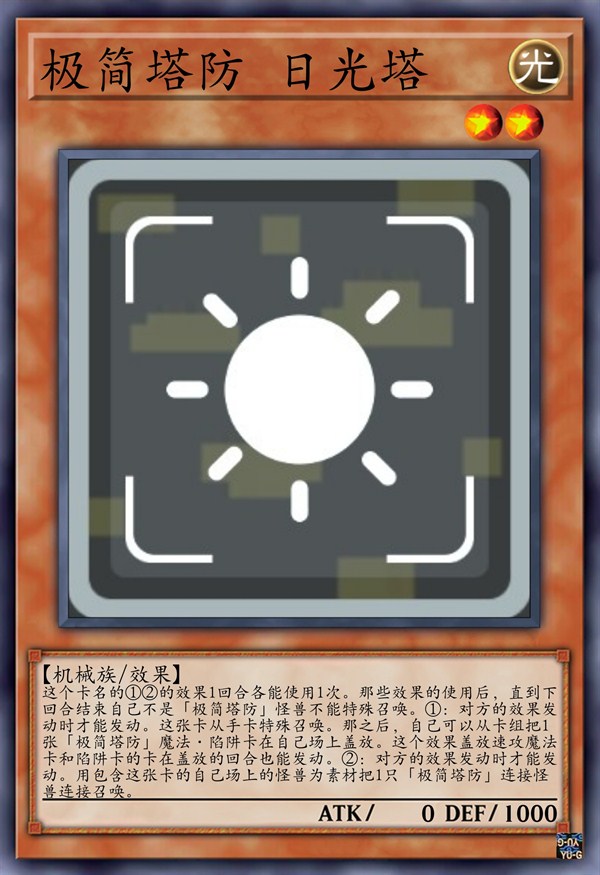 极简塔防 日光塔
光
【机械族/效果】
这个卡名的①②的效果1回合各能使用1次。那些效果的使用后，直到下
回合结束自己不是「极简塔防」怪兽不能特殊召唤。①：对方的效果发
动时才能发动。这张卡从手卡特殊召唤。那之后，自己可以从卡组把1
张「极简塔防」魔法·陷阱卡在自己场上盖放。这个效果盖放速攻魔法
卡和陷阱卡的卡在盖放的回合也能发动。②：对方的效果发动时才能发
动。用包含这张卡的自己场上的怪兽为素材把1只「极简塔防」连接怪
兽连接召唤。
ATK/ 0 DEF/1000
YU-G